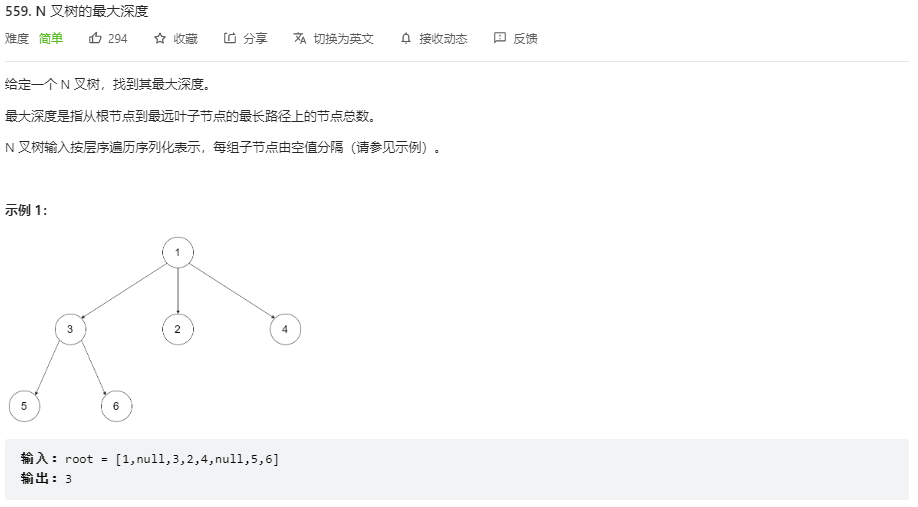 559. N 叉树的最大深度
难度 简单 294 收藏 分享 切换为英文 接收动态 反馈
给定一个 N 叉树，找到其最大深度。
最大深度是指从根节点到最远叶子节点的最长路径上的节点总数。
N 叉树输入按层序遍历序列化表示，每组子节点由空值分隔（请参见示例）。
示例 1：
1
3 2 4
5 6
输入：root = [1,null,3,2,4,null,5,6]
输出：3